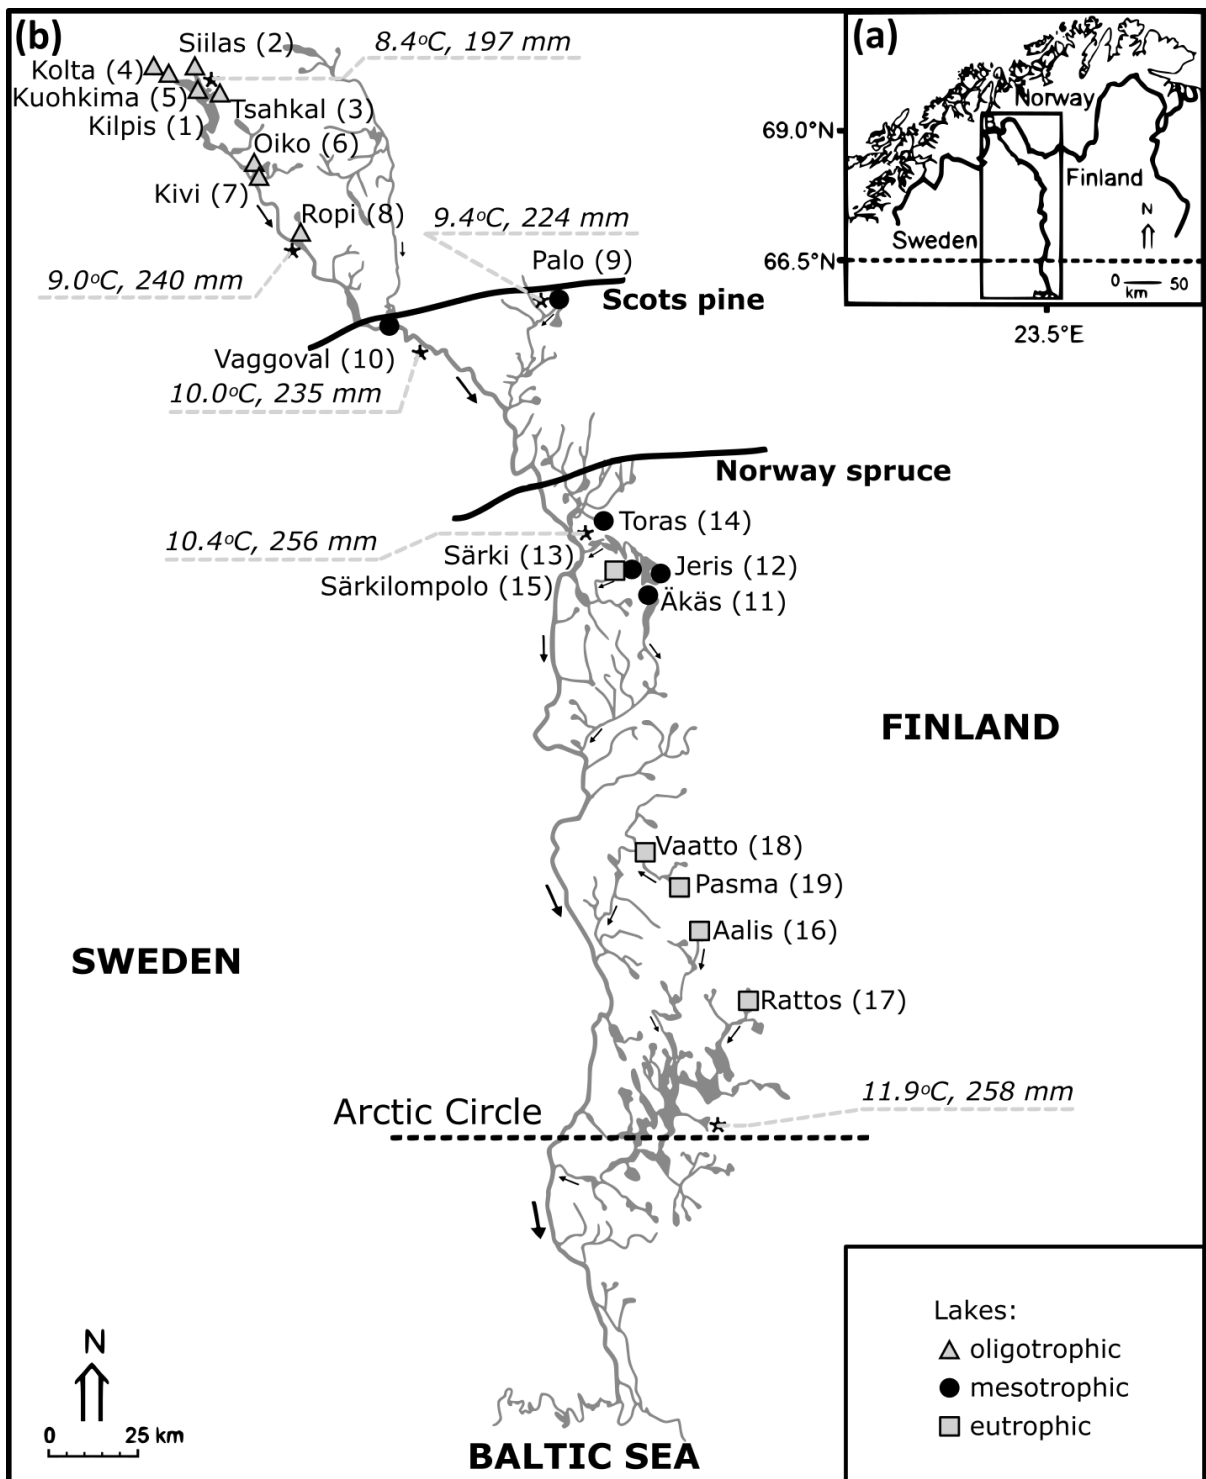 (b)
Siilas (2)
8.4°C, 197 mm
Kolta (4)
Kuohkima (5)
Tsahkal (3)
Kilpis (1)
Oiko (6)
Kivi (7)
Ropi (8)
9.4°C, 224 mm
9.0°C, 240 mm
Palo (9)
Scots pine
Vaggoval (10)
10.0°C, 235 mm
Norway spruce
Toras (14)
10.4°C, 256 mm
Särki (13)
Jeris (12)
Särkilompolo (15)
Äkäs (11)
FINLAND
Vaatto (18)
Pasma (19)
Aalis (16)
SWEDEN
Rattos (17)
11.9°C, 258 mm
Arctic Circle
N
0 25 km
BALTIC SEA
(a)
Norway
69.0°N
Finland
N
Sweden
66.5°N
0 50
km
23.5°E
Lakes:
oligotrophic
mesotrophic
eutrophic